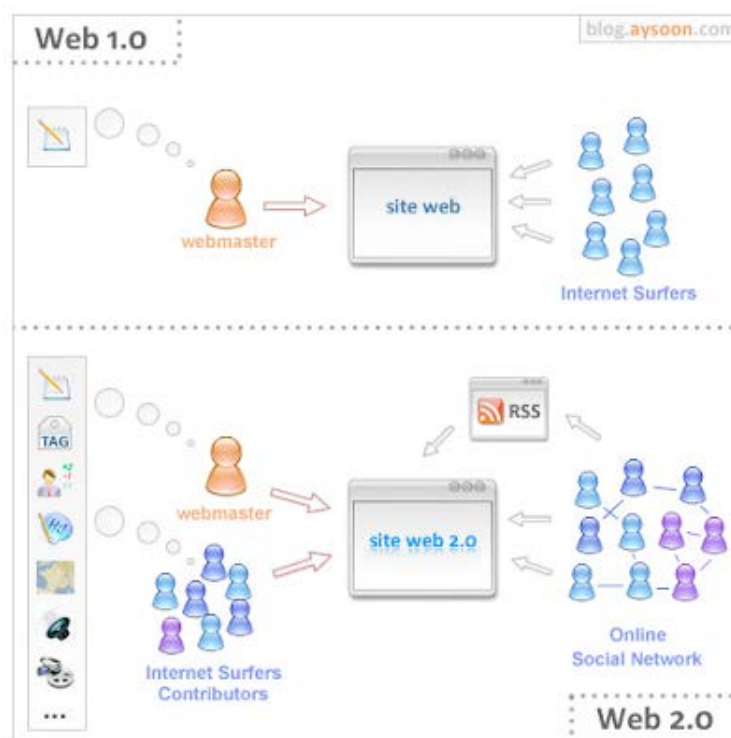 Web 1.0
blog.aysoon.com
site web
webmaster
Internet Surfers
RSS
TAG
webmaster
site web 2.0
Internet Surfers
Contributors
Online
Social Network
...
Web 2.0